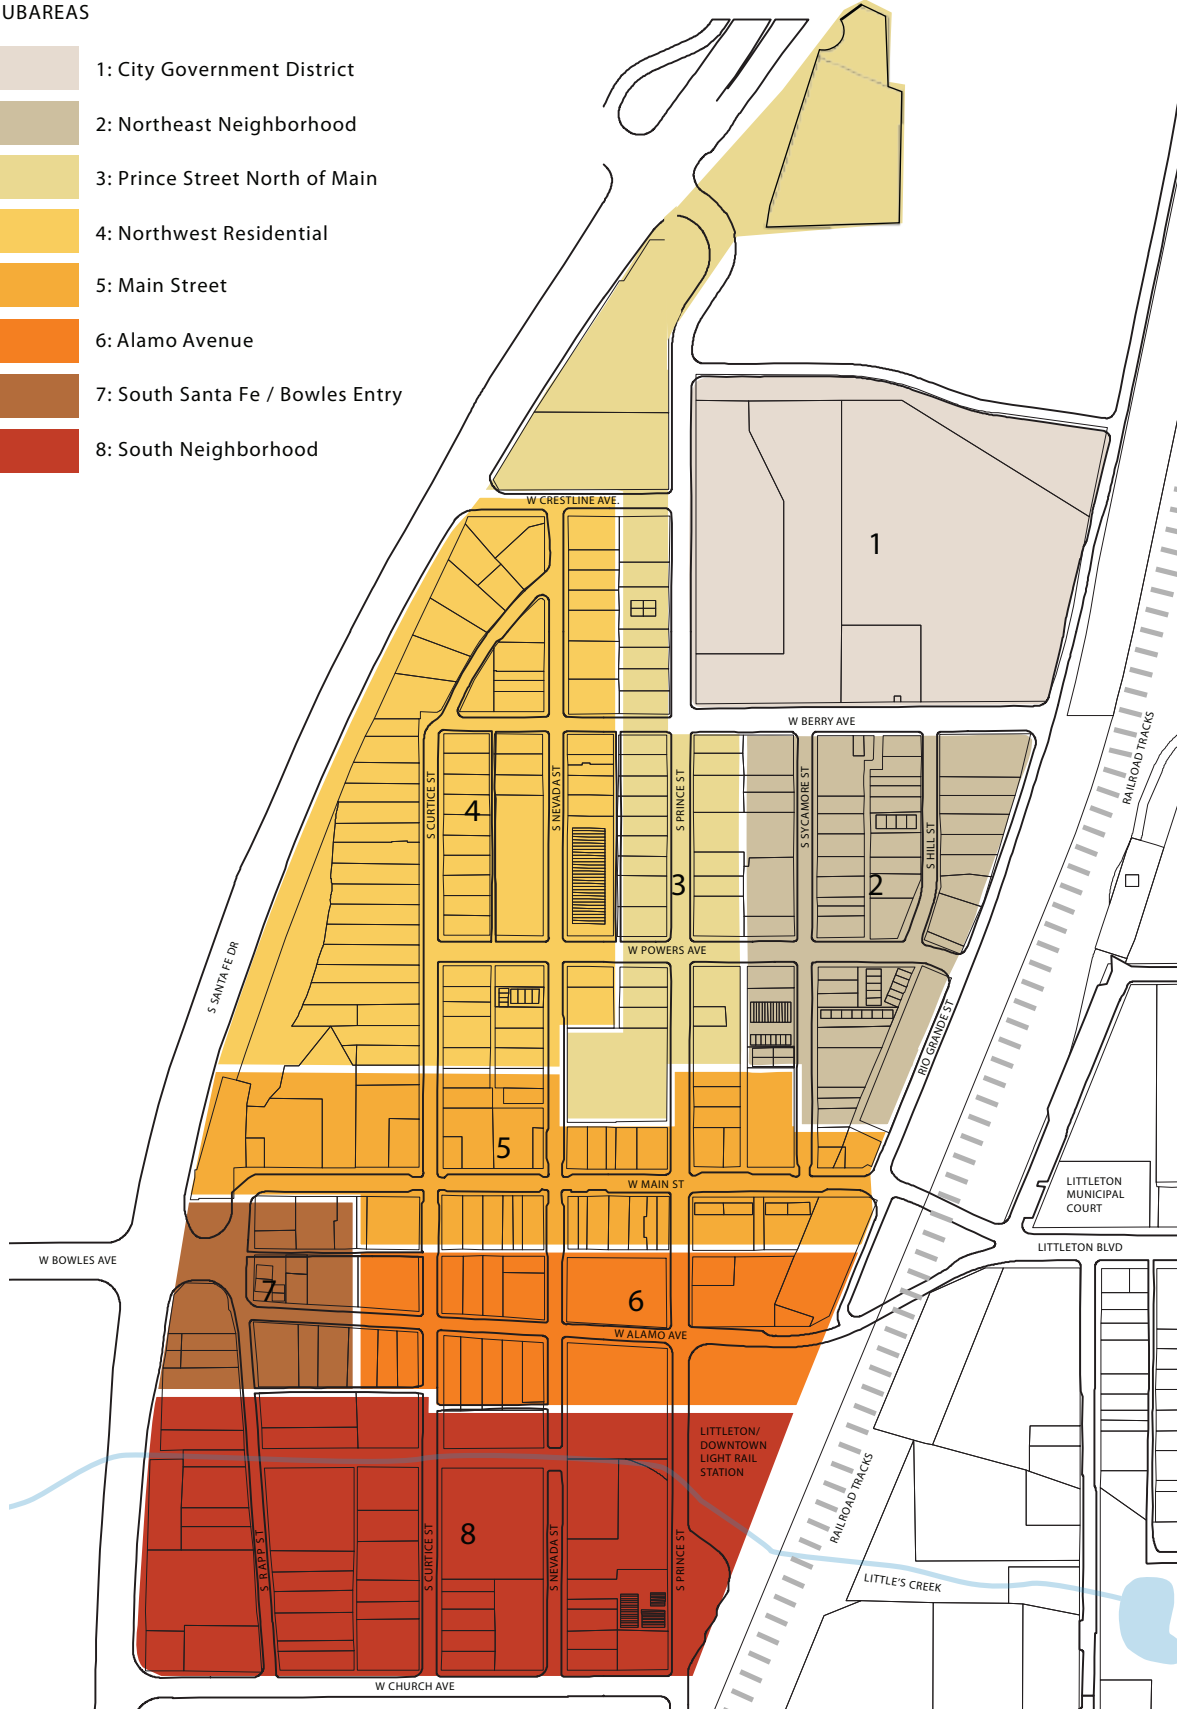 UBAREAS
1: City Government District
2: Northeast Neighborhood
3: Prince Street North of Main
4: Northwest Residential
5: Main Street
6: Alamo Avenue
7: South Santa Fe / Bowles Entry
8: South Neighborhood
W CRESTLINE AVE.
1
W BERRY AVE
RAILROAD TRACKS
S CURTICE ST
4
S NEVADA ST
S PRINCE ST
S SYCAMORE ST
S HILL ST
3
2
W POWERS AVE
S SANTA FE DR
RIO GRANDE ST
5
W MAIN ST
LITTLETON
MUNICIPAL
COURT
W BOWLES AVE
LITTLETON BLVD
7
6
W ALAMO AVE
LITTLETON/
DOWNTOWN
LIGHT RAIL
STATION
RAILROAD TRACKS
8
S RAPP ST
S CURTICE ST
S NEVADA ST
S PRINCE ST
LITTLE'S CREEK
W CHURCH AVE